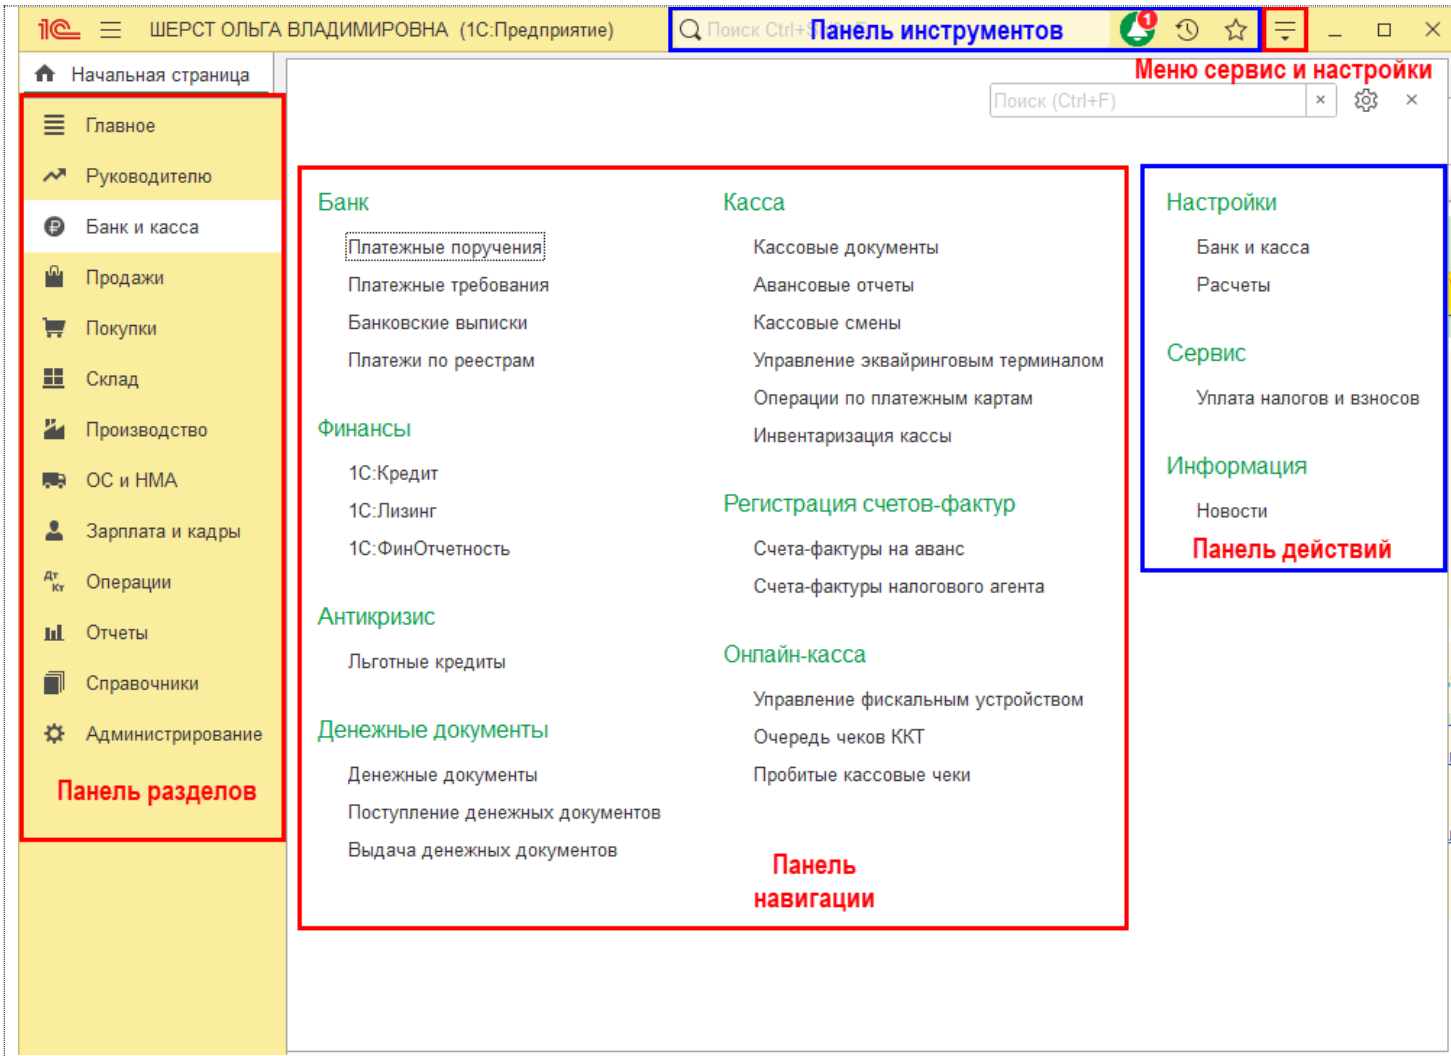 1С ШЕРСТ ОЛЬГА ВЛАДИМИРОВНА (1С:Предприятие)
Поиск Ctrl+
Панель инструментов
1
Начальная страница
Меню сервис и настройки
Поиск (Ctrl+F)
Главное
Руководителю
Банк и касса
Продажи
Покупки
Склад
Производство
ОС и НМА
Зарплата и кадры
Дт Кт
Операции
Отчеты
Справочники
Администрирование
Панель разделов
Банк
Платежные поручения
Платежные требования
Банковские выписки
Платежи по реестрам
Финансы
1С:Кредит
1С:Лизинг
1С:ФинОтчетность
Антикризис
Льготные кредиты
Денежные документы
Денежные документы
Поступление денежных документов
Выдача денежных документов
Касса
Кассовые документы
Авансовые отчеты
Кассовые смены
Управление эквайринговым терминалом
Операции по платежным картам
Инвентаризация кассы
Регистрация счетов-фактур
Счета-фактуры на аванс
Счета-фактуры налогового агента
Онлайн-касса
Управление фискальным устройством
Очередь чеков ККТ
Пробитые кассовые чеки
Панель
навигации
Настройки
Банк и касса
Расчеты
Сервис
Уплата налогов и взносов
Информация
Новости
Панель действий